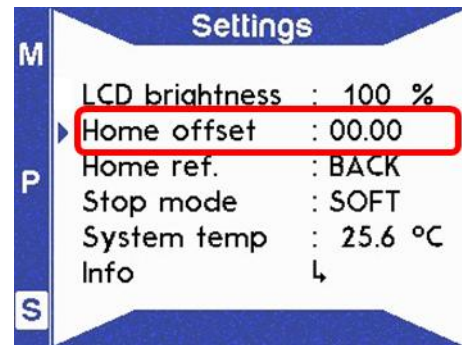 Settings
M
LCD brightness : 100 %
Home offset : 00.00
Home ref. : BACK
P
Stop mode : SOFT
System temp : 25.6 ºC
Info ↳
S